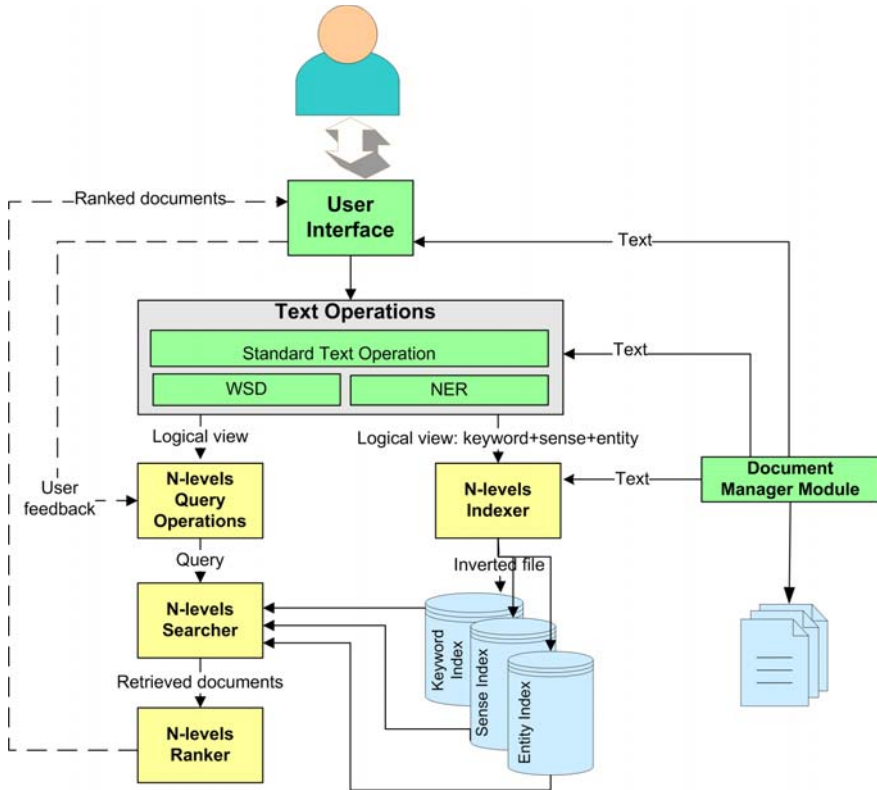 Ranked documents
User
Interface
Text
Text Operations
Standard Text Operation
WSD
NER
Text
Logical view
Logical view: keyword+sense+entity
User
feedback
N-levels
Query
Operations
N-levels
Indexer
Text
Document
Manager Module
Query
Inverted file
N-levels
Searcher
Keyword
Index
Sense Index
Entity Index
Retrieved documents
N-levels
Ranker